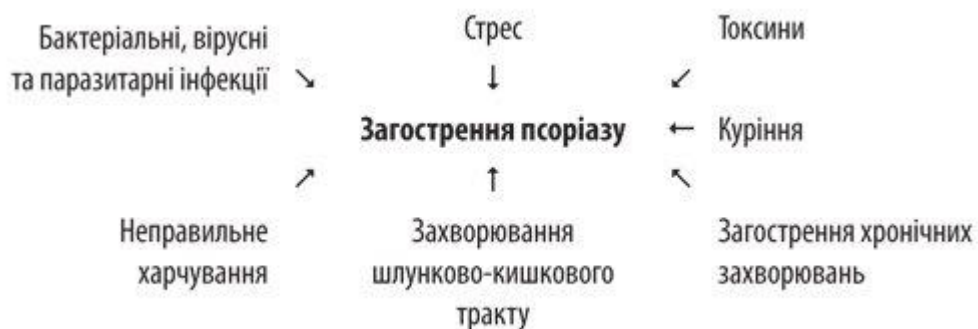 Бактеріальні, вірусні
та паразитарні інфекції
Стрес
Токсини
Загострення псоріазу
Куріння
Неправильне
харчування
Захворювання
шлунково-кишкового
тракту
Загострення хронічних
захворювань